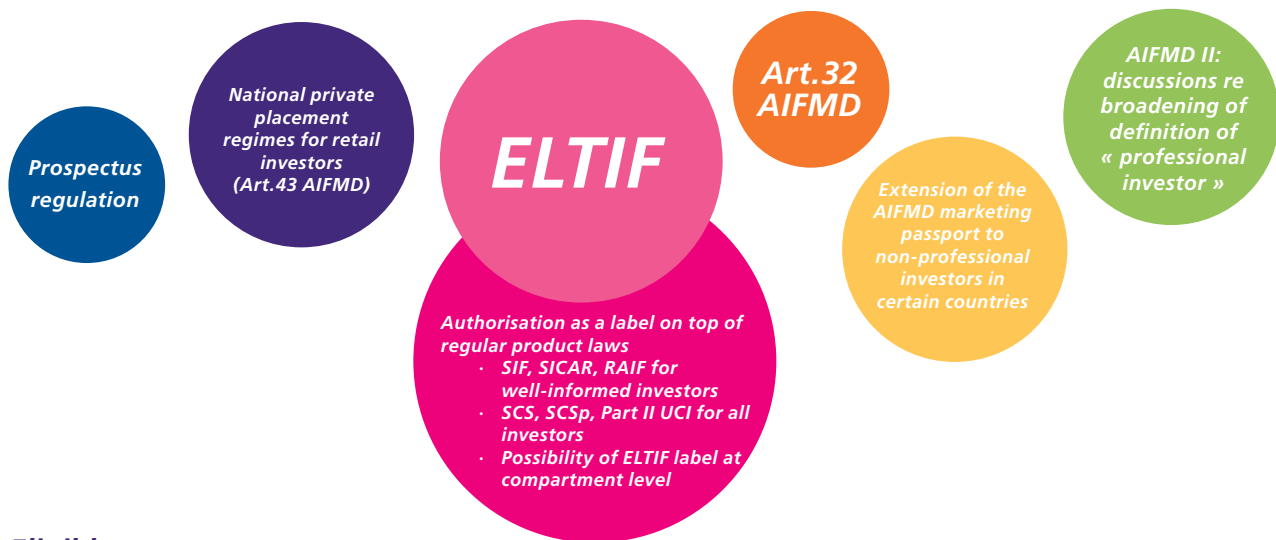 Prospectus
regulation
National private
placement
regimes for retail
investors
(Art.43 AIFMD)
ELTIF
Art.32
AIFMD
Extension of the
AIFMD marketing
passport to
non-professional
investors in
certain countries
AIFMD II:
discussions re
broadening of
definition of
« professional
investor »
Authorisation as a label on top of
regular product laws
· SIF, SICAR, RAIF for
well-informed investors
· SCS, SCSp, Part II UCI for all
investors
· Possibility of ELTIF label at
compartment level